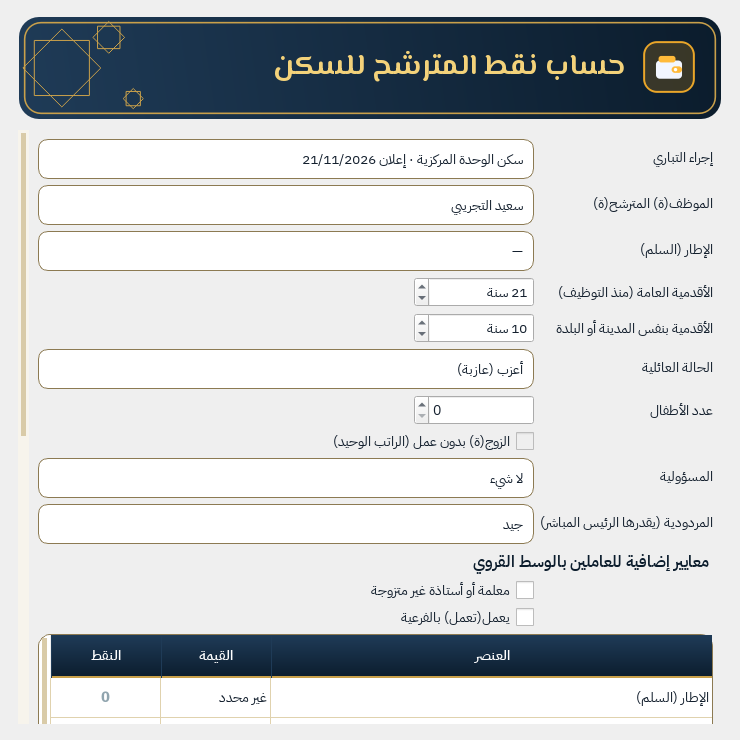 حساب نقط المترشح للسكن
إجراء التباري
سكن الوحدة المركزية · إعلان 21/11/2026
الموظف(ة) المترشح(ة)
سعيد التجريبي
الإطار (السلم)
—
الأقدمية العامة (منذ التوظيف)
21 سنة
الأقدمية بنفس المدينة أو البلدة
10 سنة
الحالة العائلية
أعزب (عازبة)
عدد الأطفال
0
الزوج(ة) بدون عمل (الراتب الوحيد)
المسؤولية
لا شيء
المردودية (يقدرها الرئيس المباشر)
جيد
معايير إضافية للعاملين بالوسط القروي
معلمة أو أستاذة غير متزوجة
يعمل(تعمل) بالفرعية
العنصر القيمة النقط
الإطار (السلم) غير محدد 0